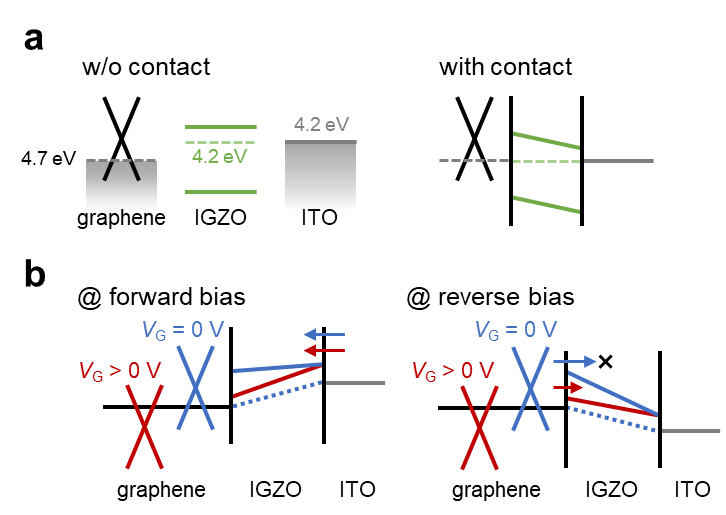 a
w/o contact
with contact
4.2 eV
4.7 eV
4.2 eV
graphene
IGZO
ITO
b
@ forward bias
@ reverse bias
VG = 0 V
VG = 0 V
VG > 0 V
VG > 0 V
graphene
IGZO
ITO
graphene
IGZO
ITO